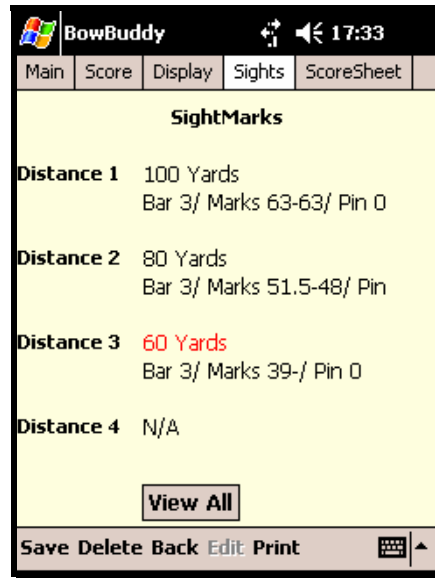 BowBuddy 17:33
Main Score Display Sights ScoreSheet
SightMarks
Distance 1 100 Yards
Bar 3/ Marks 63-63/ Pin 0
Distance 2 80 Yards
Bar 3/ Marks 51.5-48/ Pin
Distance 3 60 Yards
Bar 3/ Marks 39-/ Pin 0
Distance 4 N/A
View All
Save Delete Back Edit Print